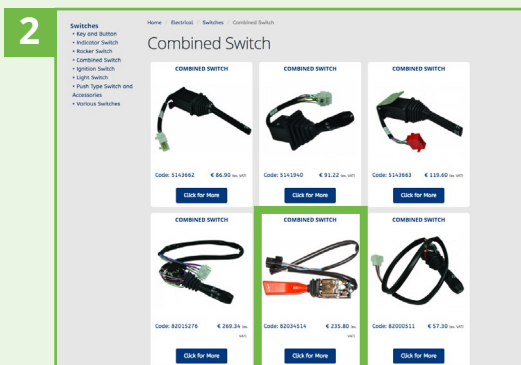 2
Switches
• Key and Button
• Indicator Switch
• Rocker Switch
• Combined Switch
• Ignition Switch
• Light Switch
• Push Type Switch and
Accessories
• Various Switches
Home / Electrical / Switches / Combined Switch
Combined Switch
COMBINED SWITCH COMBINED SWITCH COMBINED SWITCH
Code: 5143662 € 86.90 Code: 5141940 € 91.22 Code: 5143663 € 119.60
Click for More Click for More Click for More
COMBINED SWITCH COMBINED SWITCH COMBINED SWITCH
Code: 82015276 € 269.34 Code: 82034514 € 235.80 Code: 82000511 € 57.30
Click for More Click for More Click for More